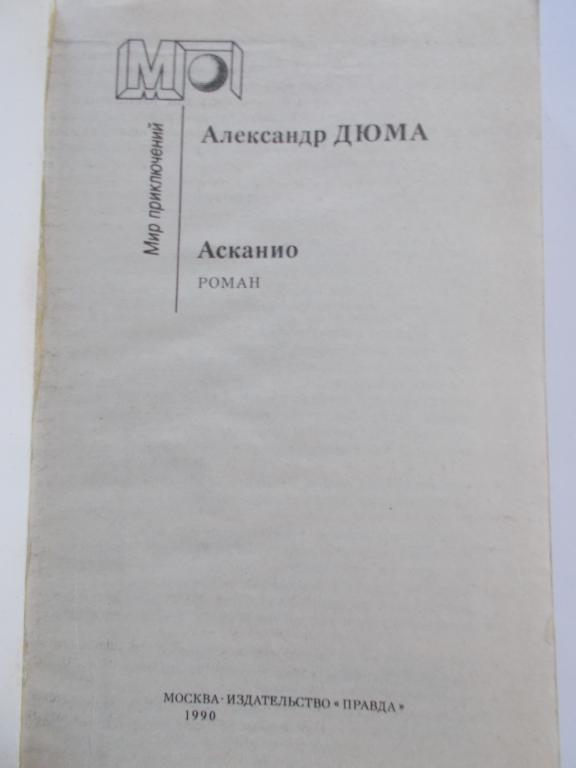 МП
Александр ДЮМА
Мир приключений
Асканио
РОМАН
МОСКВА · ИЗДАТЕЛЬСТВО «ПРАВДА»
1990